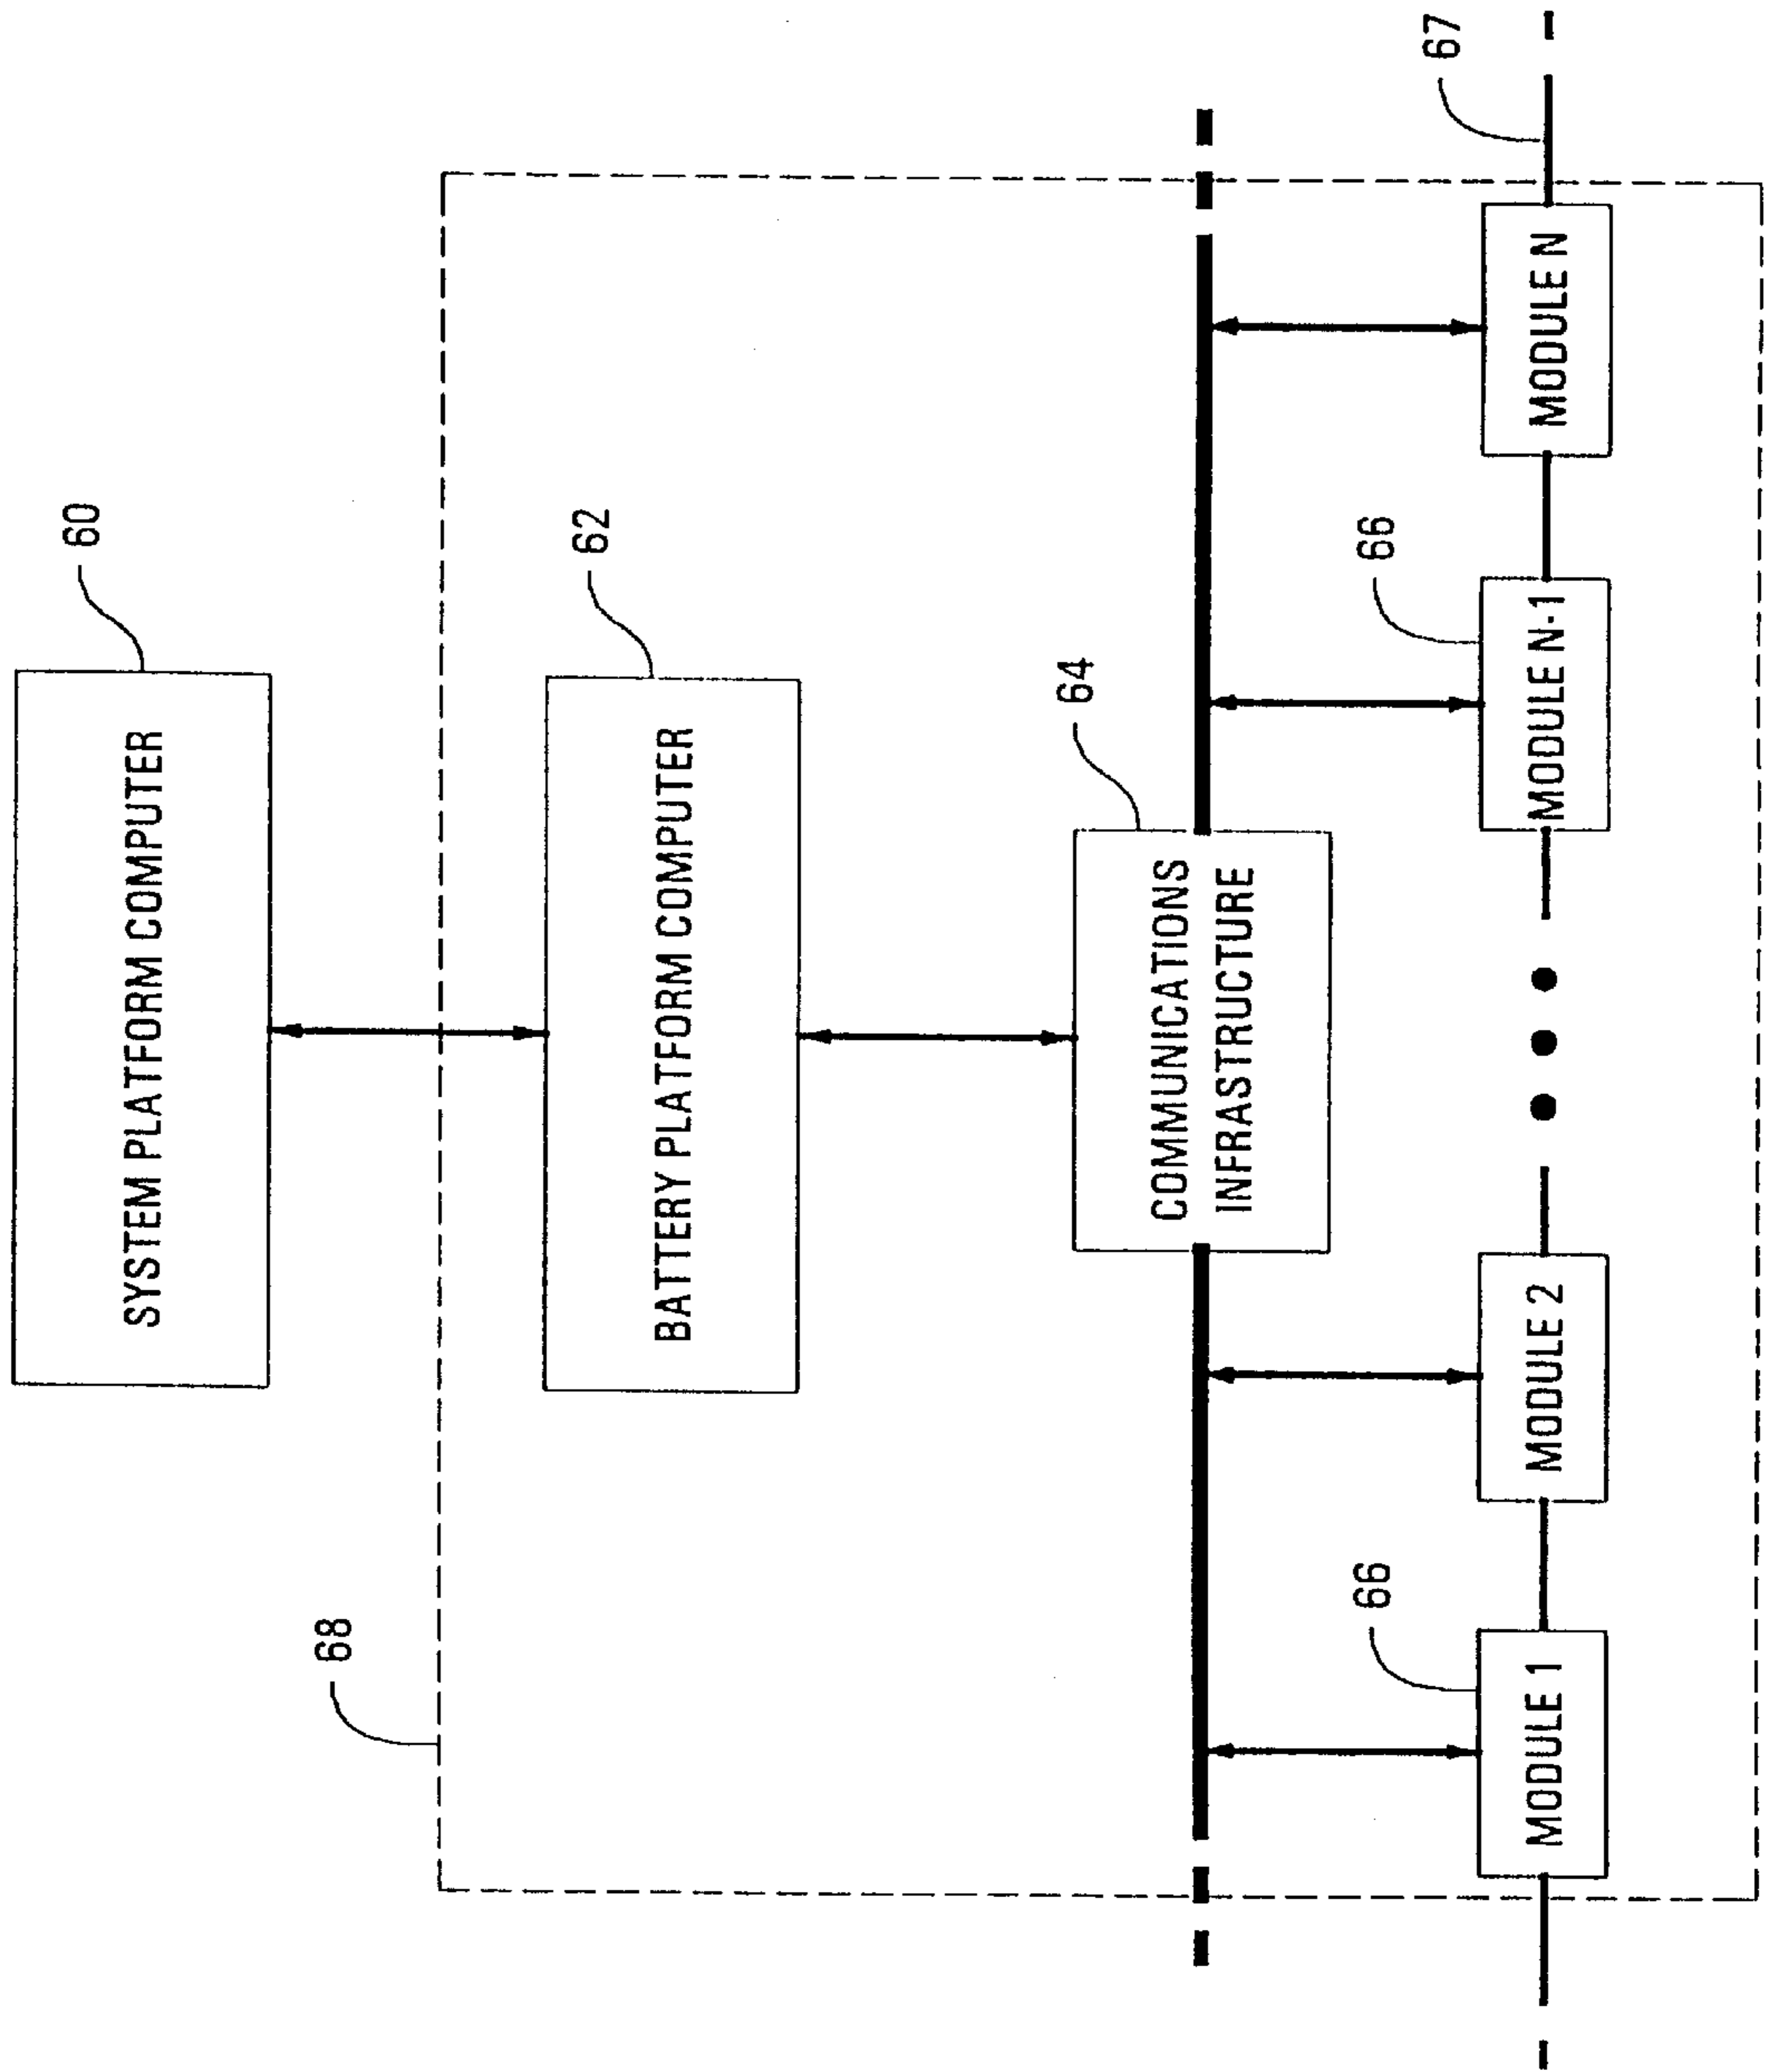 60
SYSTEM PLATFORM COMPUTER
68
62
BATTERY PLATFORM COMPUTER
64
COMMUNICATIONS
INFRASTRUCTURE
66
66
67
MODULE 1
MODULE 2
MODULE N-1
MODULE N